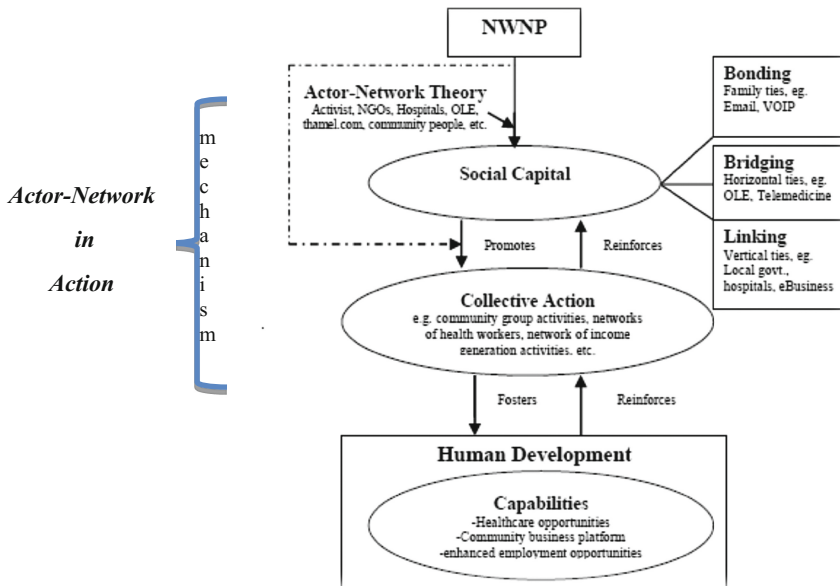 NWNP
Actor-Network Theory
Activist, NGOs, Hospitals, OLE,
thamel.com, community people, etc.
Bonding
Family ties, eg.
Email, VOIP
Social Capital
Bridging
Horizontal ties, eg.
OLE, Telemedicine
Linking
Vertical ties, eg.
Local govt.,
hospitals, eBusiness
Actor-Network
in
Action
m
e
c
h
a
n
i
s
m
Promotes
Reinforces
Collective Action
e.g. community group activities, networks
of health workers, network of income
generation activities. etc.
Fosters
Reinforces
Human Development
Capabilities
-Healthcare opportunities
-Community business platform
-enhanced employment opportunities